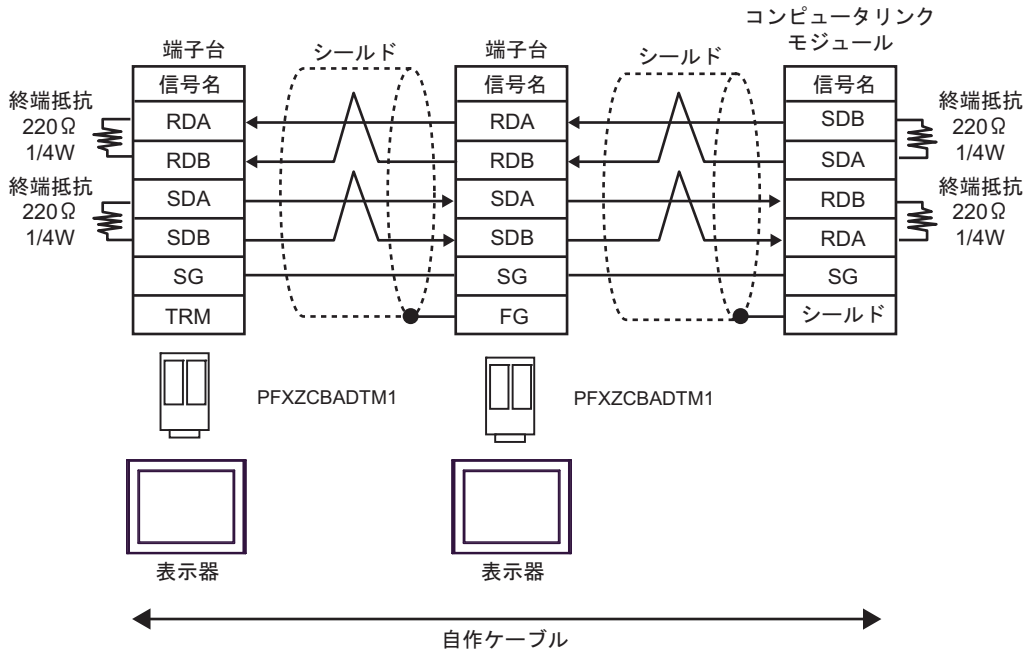 コンピュータリンク
モジュール
端子台
シールド
端子台
シールド
信号名
信号名
信号名
終端抵抗
220Ω
1/4W
RDA
RDA
SDB
終端抵抗
220Ω
1/4W
RDB
RDB
SDA
終端抵抗
220Ω
1/4W
SDA
SDA
RDB
終端抵抗
220Ω
1/4W
SDB
SDB
RDA
SG
SG
SG
TRM
FG
シールド
PFXZCBADTM1
PFXZCBADTM1
表示器
表示器
自作ケーブル